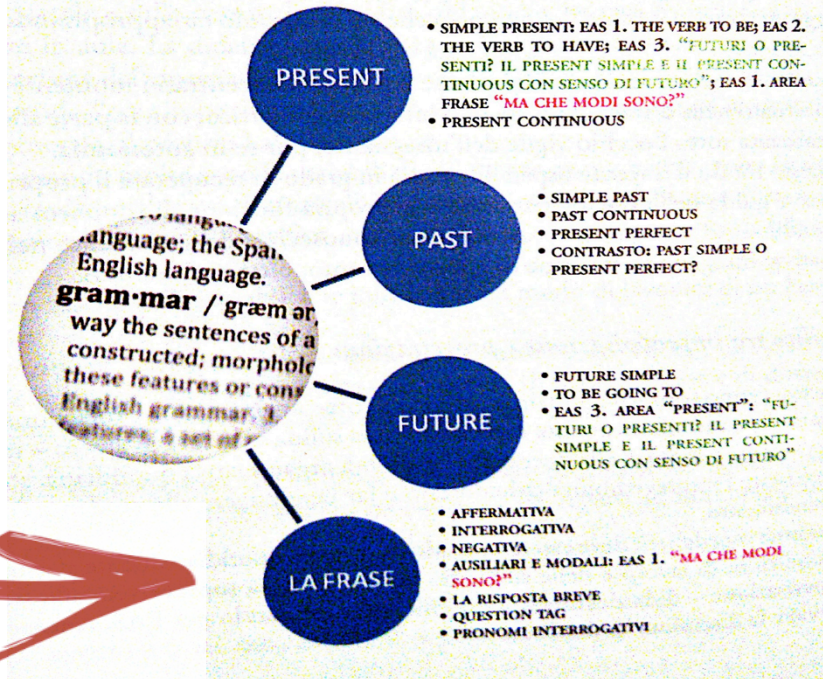 PRESENT
• SIMPLE PRESENT: EAS 1. THE VERB TO BE; EAS 2.
THE VERB TO HAVE; EAS 3. “FUTURI O PRE-
SENTI? IL PRESENT SIMPLE E IL PRESENT CON-
TINUOUS CON SENSO DI FUTURO”; EAS 1. AREA
FRASE “MA CHE MODI SONO?”
• PRESENT CONTINUOUS
PAST
• SIMPLE PAST
• PAST CONTINUOUS
• PRESENT PERFECT
• CONTRASTO: PAST SIMPLE O
PRESENT PERFECT?
anguage; the Spa
English language.
gram·mar /ˈgræm ər
way the sentences of a
constructed; morpholo
these features or cons
English grammar.
features; a set of
FUTURE
• FUTURE SIMPLE
• TO BE GOING TO
• EAS 3. AREA “PRESENT”: “FU-
TURI O PRESENTI? IL PRESENT
SIMPLE E IL PRESENT CONTI-
NUOUS CON SENSO DI FUTURO”
LA FRASE
• AFFERMATIVA
• INTERROGATIVA
• NEGATIVA
• AUSILIARI E MODALI: EAS 1. “MA CHE MODI
SONO?”
• LA RISPOSTA BREVE
• QUESTION TAG
• PRONOMI INTERROGATIVI